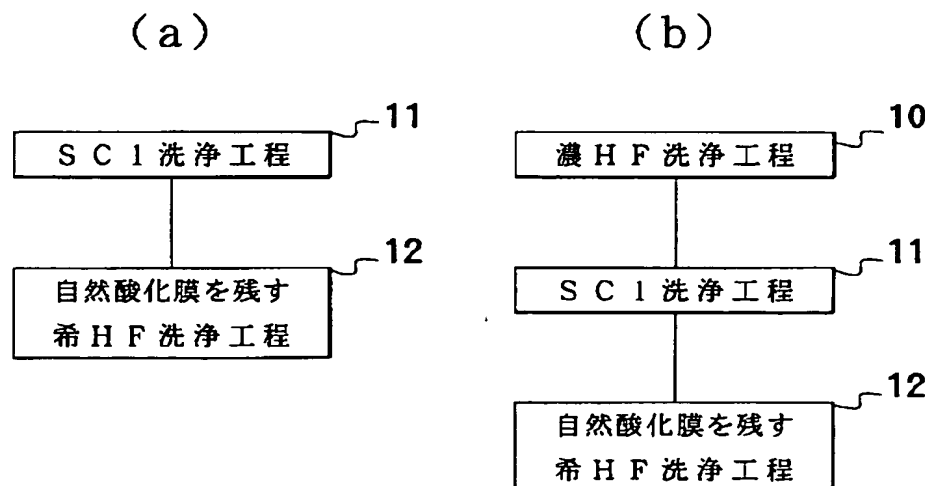 (a)
11
SC1洗浄工程
12
自然酸化膜を残す
希HF洗浄工程
(b)
10
濃HF洗浄工程
11
SC1洗浄工程
12
自然酸化膜を残す
希HF洗浄工程